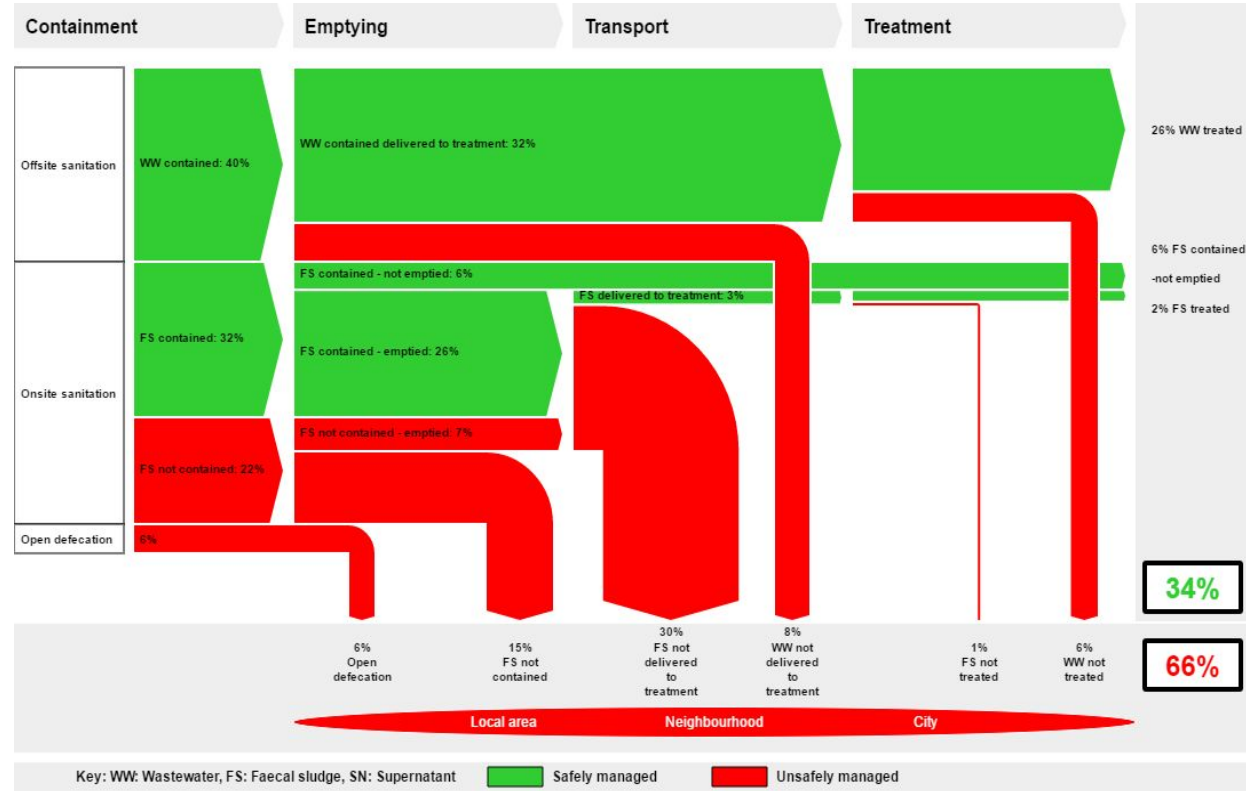 Containment
Emptying
Transport
Treatment
Offsite sanitation
WW contained: 40%
WW contained delivered to treatment: 32%
26% WW treated
6% FS contained
-not emptied
2% FS treated
FS contained - not emptied: 6%
FS delivered to treatment: 3%
Onsite sanitation
FS contained: 32%
FS contained - emptied: 26%
FS not contained - emptied: 7%
FS not contained: 22%
Open defecation
6%
34%
6%
Open
defecation
15%
FS not
contained
30%
FS not
delivered
to
treatment
8%
WW not
delivered
to
treatment
1%
FS not
treated
6%
WW not
treated
66%
Local area
Neighbourhood
City
Key: WW: Wastewater, FS: Faecal sludge, SN: Supernatant
Safely managed
Unsafely managed